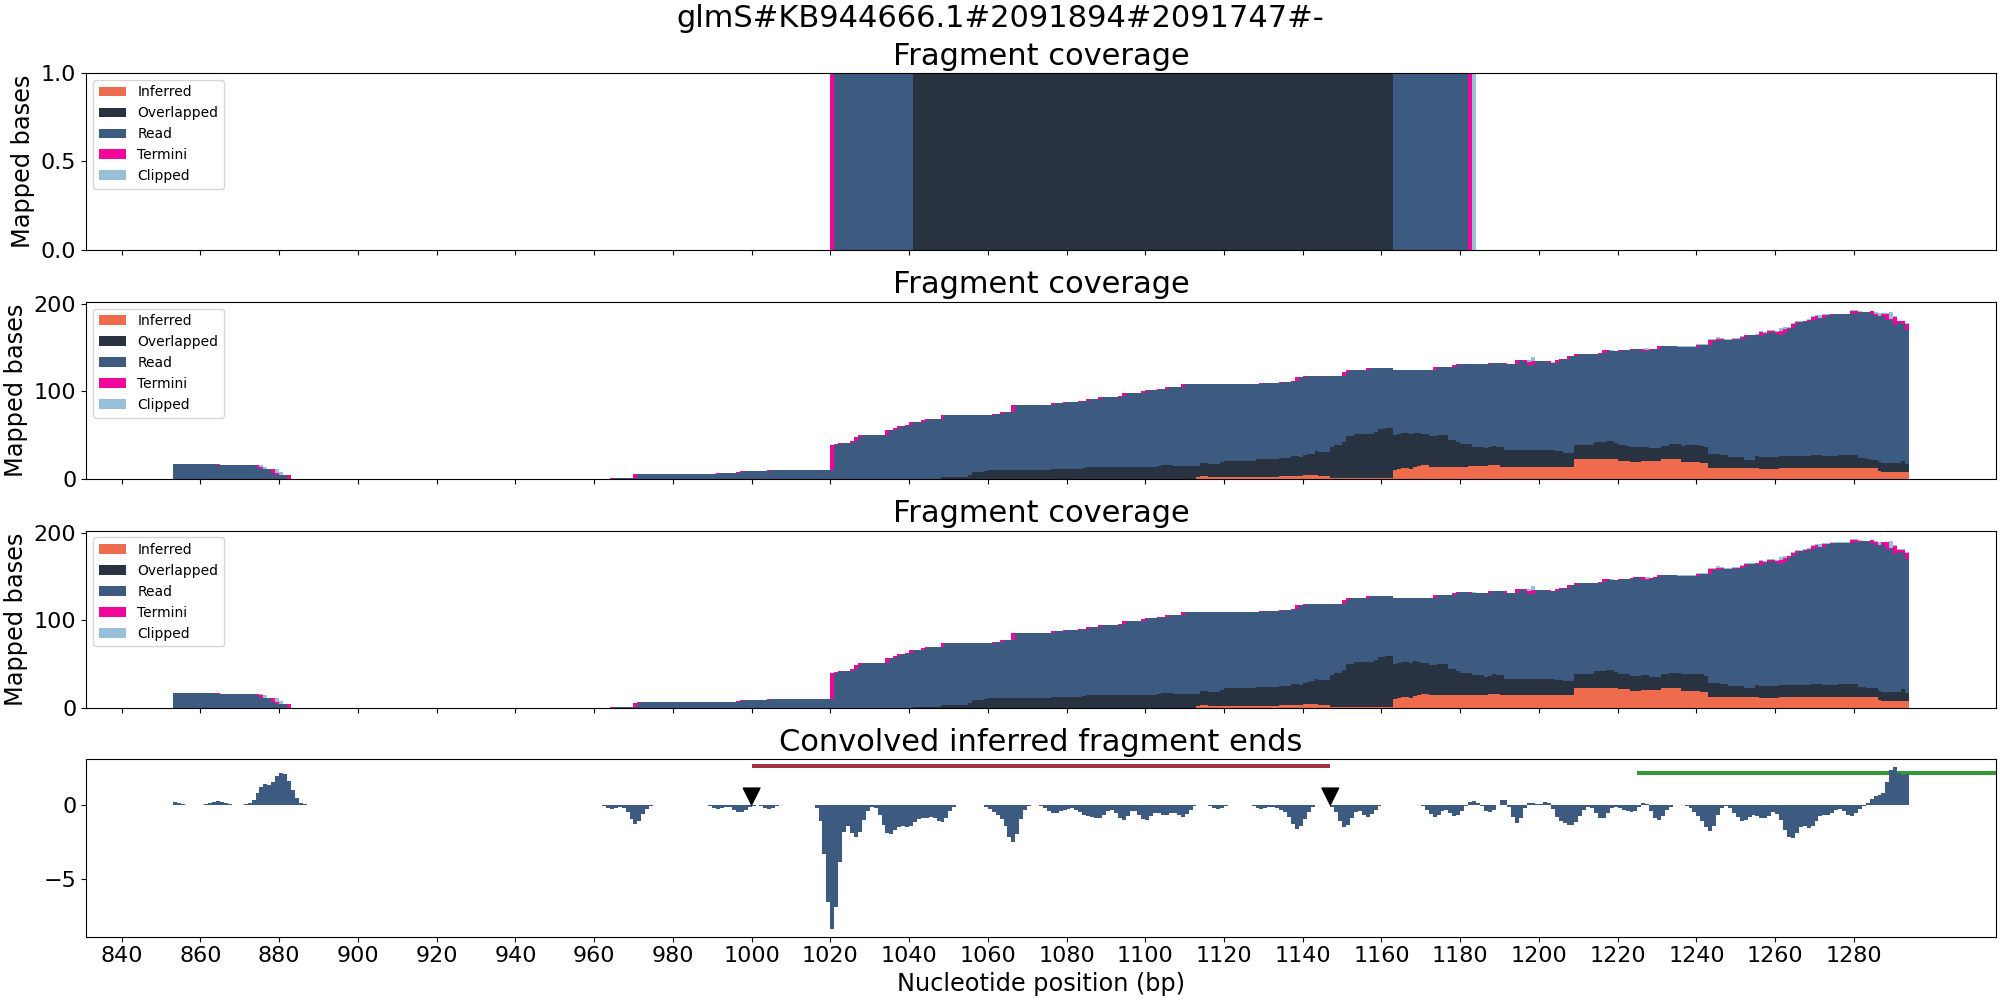 glmS#KB944666.1#2091894#2091747#-
Fragment coverage
Mapped bases
1.0
0.5
0.0
Inferred
Overlapped
Read
Termini
Clipped
Fragment coverage
Mapped bases
200
100
0
Inferred
Overlapped
Read
Termini
Clipped
Fragment coverage
Mapped bases
200
100
0
Inferred
Overlapped
Read
Termini
Clipped
Convolved inferred fragment ends
0
−5
840 860 880 900 920 940 960 980 1000 1020 1040 1060 1080 1100 1120 1140 1160 1180 1200 1220 1240 1260 1280
Nucleotide position (bp)